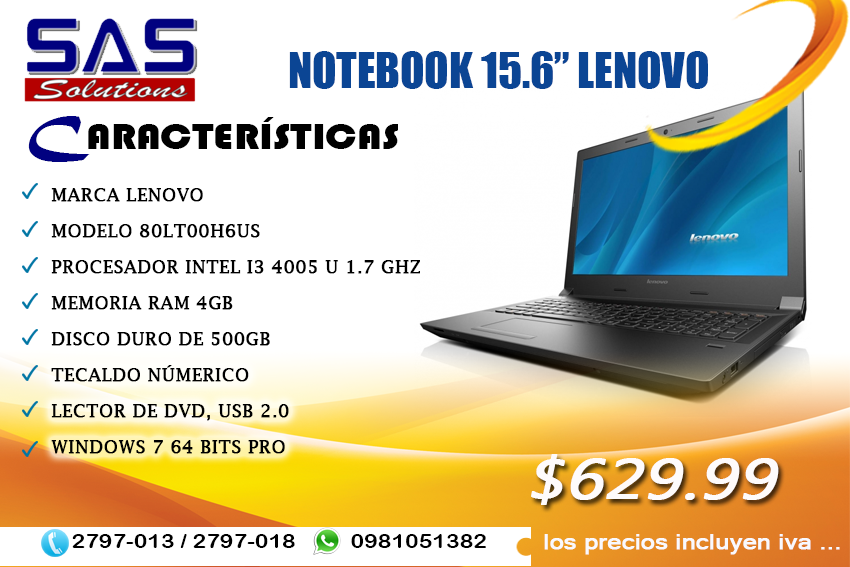 SAS
Solutions
NOTEBOOK 15.6” LENOVO
CARACTERÍSTICAS
MARCA LENOVO
MODELO 80LT00H6US
PROCESADOR INTEL I3 4005 U 1.7 GHZ
MEMORIA RAM 4GB
DISCO DURO DE 500GB
TECALDO NÚMERICO
LECTOR DE DVD, USB 2.0
WINDOWS 7 64 BITS PRO
lenovo
lenovo
$629.99
2797-013 / 2797-018 0981051382
los precios incluyen iva ...